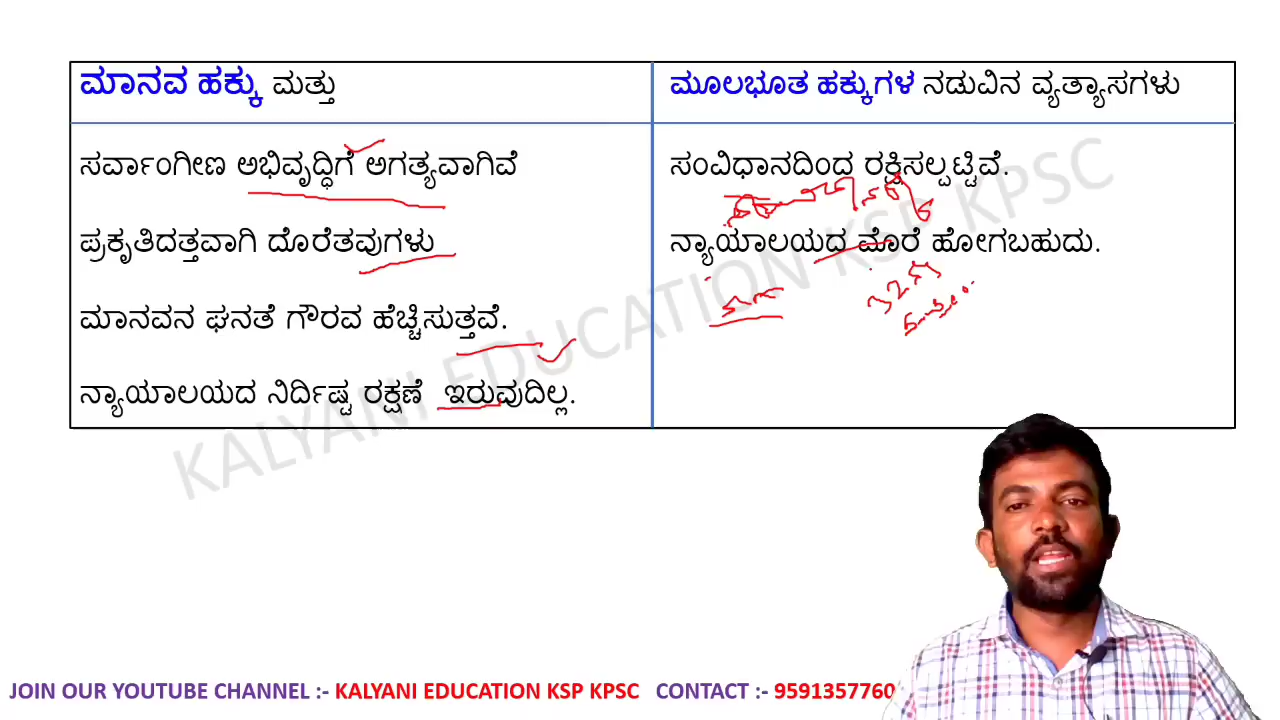 ಮಾನವ ಹಕ್ಕು ಮತ್ತು
ಮೂಲಭೂತ ಹಕ್ಕುಗಳ ನಡುವಿನ ವ್ಯತ್ಯಾಸಗಳು
ಸರ್ವಾಂಗೀಣ ಅಭಿವೃದ್ಧಿಗೆ ಅಗತ್ಯವಾಗಿವೆ
ಪ್ರಕೃತಿದತ್ತವಾಗಿ ದೊರೆತವುಗಳು
ಮಾನವನ ಘನತೆ ಗೌರವ ಹೆಚ್ಚಿಸುತ್ತವೆ.
ನ್ಯಾಯಾಲಯದ ನಿರ್ದಿಷ್ಟ ರಕ್ಷಣೆ ಇರುವುದಿಲ್ಲ.
ಸಂವಿಧಾನದಿಂದ ರಕ್ಷಿಸಲ್ಪಟ್ಟಿವೆ.
ನ್ಯಾಯಾಲಯದ ಮೊರೆ ಹೋಗಬಹುದು.
KALYANI EDUCATION KSP KPSC
JOIN OUR YOUTUBE CHANNEL :- KALYANI EDUCATION KSP KPSC CONTACT :- 9591357760